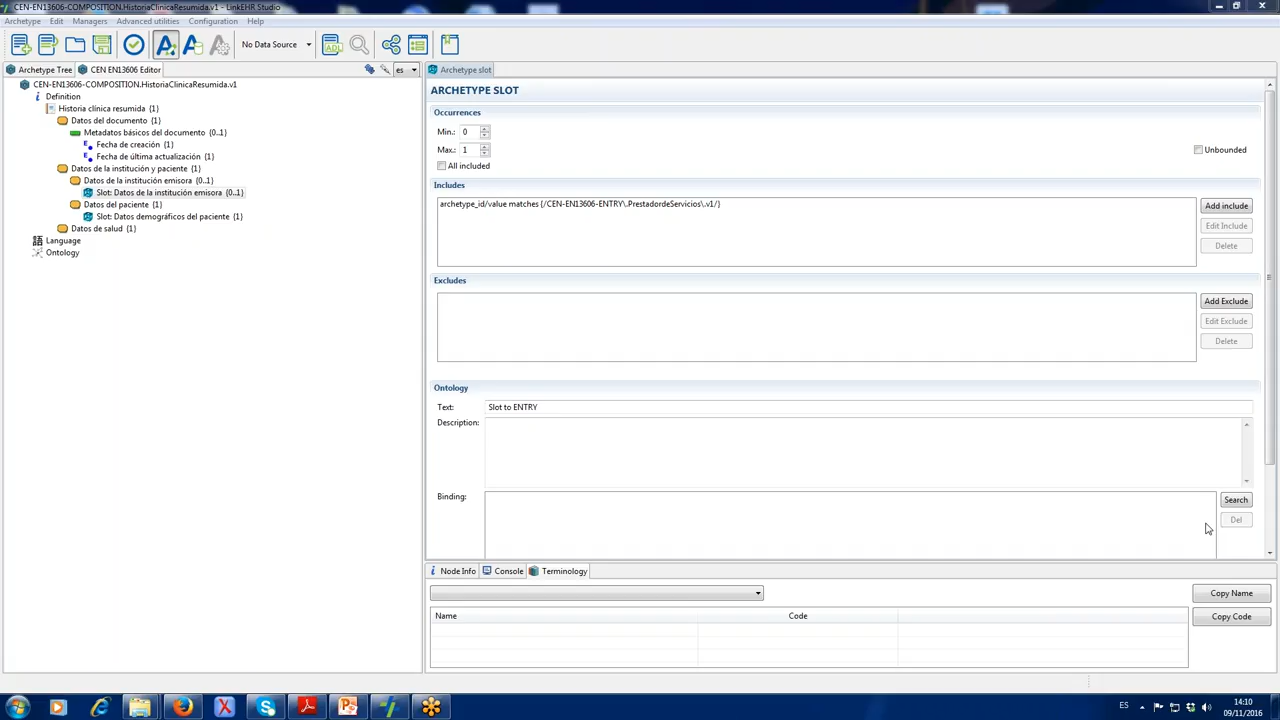 CEN-EN13606-COMPOSITION.HistoriaClinicaResumida.v1 - LinkEHR Studio
Archetype Edit Managers Advanced utilities Configuration Help
No Data Source
ADL
Archetype Tree CEN EN13606 Editor es
Archetype slot
CEN-EN13606-COMPOSITION.HistoriaClinicaResumida.v1
Definition
Historia clínica resumida {1}
Datos del documento {1}
Metadatos básicos del documento {0..1}
Fecha de creación {1}
Fecha de última actualización {1}
Datos de la institución y paciente {1}
Datos de la institución emisora {0..1}
Slot: Datos de la institución emisora {0..1}
Datos del paciente {1}
Slot: Datos demográficos del paciente {1}
Datos de salud {1}
Language
Ontology
ARCHETYPE SLOT
Occurrences
Min.: 0
Max.: 1
Unbounded
All included
Includes
archetype_id/value matches {/CEN-EN13606-ENTRY\.PrestadordeServicios\.v1/}
Add include
Edit Include
Delete
Excludes
Add Exclude
Edit Exclude
Delete
Ontology
Text: Slot to ENTRY
Description:
Binding:
Search
Del
Node Info Console Terminology
Copy Name
Name Code
Copy Code
ES 14:10
09/11/2016